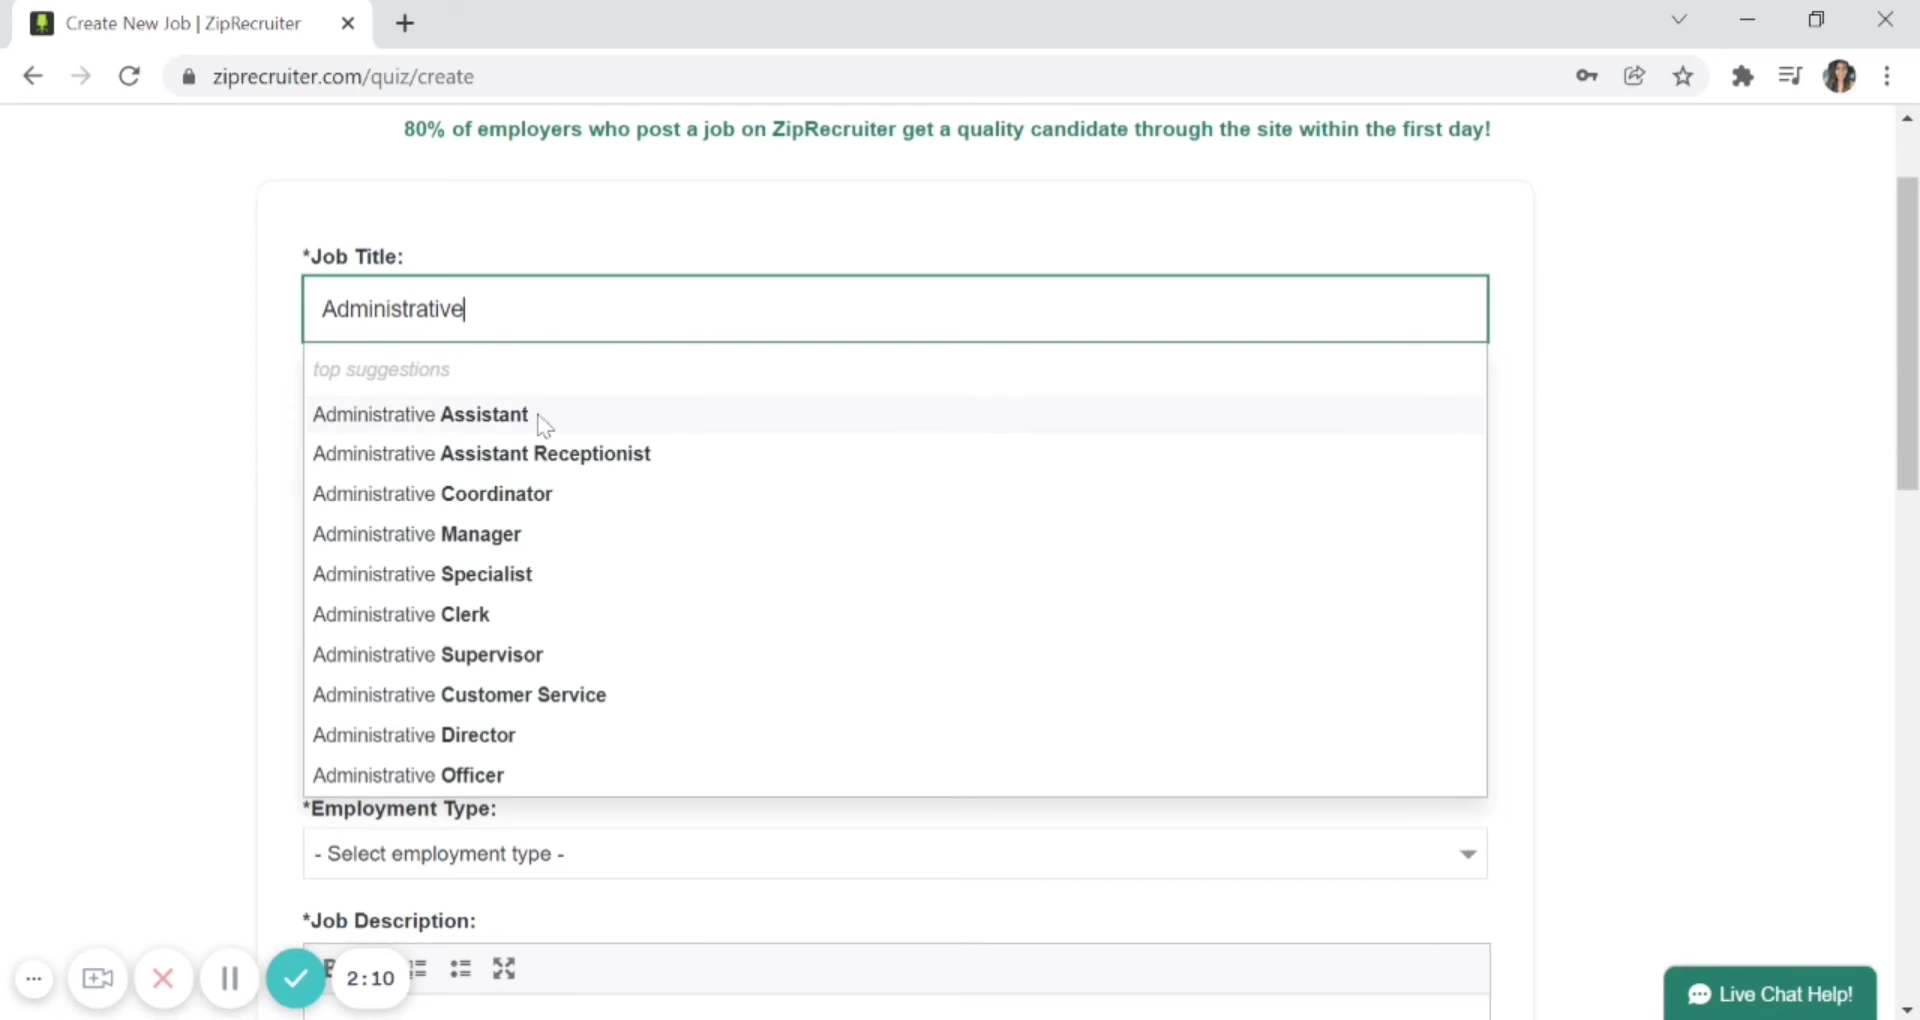 Create New Job | ZipRecruiter
ziprecruiter.com/quiz/create
80% of employers who post a job on ZipRecruiter get a quality candidate through the site within the first day!
*Job Title:
Administrative
top suggestions
Administrative Assistant
Administrative Assistant Receptionist
Administrative Coordinator
Administrative Manager
Administrative Specialist
Administrative Clerk
Administrative Supervisor
Administrative Customer Service
Administrative Director
Administrative Officer
*Employment Type:
- Select employment type -
*Job Description:
2:10
Live Chat Help!